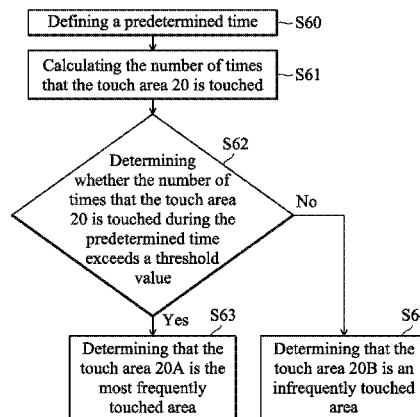 Defining a predetermined time
S60
Calculating the number of times
that the touch area 20 is touched
S61
S62
Determining
whether the number of
times that the touch area
20 is touched during the
predetermined time
exceeds a threshold
value
No
Yes
S63
Determining that the
touch area 20A is the
most frequently
touched area
S64
Determining that the
touch area 20B is an
infrequently touched
area